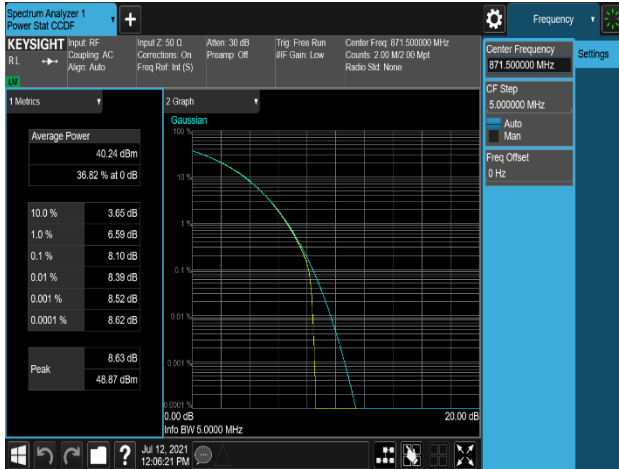 Spectrum Analyzer 1
Power Stat CCDF
Frequency
KEYSIGHT
R L
LXI
Input: RF
Coupling: AC
Align: Auto
Input Z: 50 Ω
Corrections: On
Freq Ref: Int (S)
Atten: 30 dB
Preamp: Off
Trig: Free Run
#IF Gain: Low
Center Freq: 871.500000 MHz
Counts: 2.00 M/2.00 Mpt
Radio Std: None
Center Frequency
871.500000 MHz
Settings
CF Step
5.000000 MHz
Auto
Man
Freq Offset
0 Hz
1 Metrics
Average Power
40.24 dBm
36.82 % at 0 dB
10.0 % 3.65 dB
1.0 % 6.59 dB
0.1 % 8.10 dB
0.01 % 8.39 dB
0.001 % 8.52 dB
0.0001 % 8.62 dB
Peak
8.63 dB
48.87 dBm
2 Graph
Gaussian
100 %
10 %
1 %
0.1 %
0.01 %
0.001 %
0.0001 %
0.00 dB 20.00 dB
Info BW 5.0000 MHz
?
Jul 12, 2021
12:06:21 PM